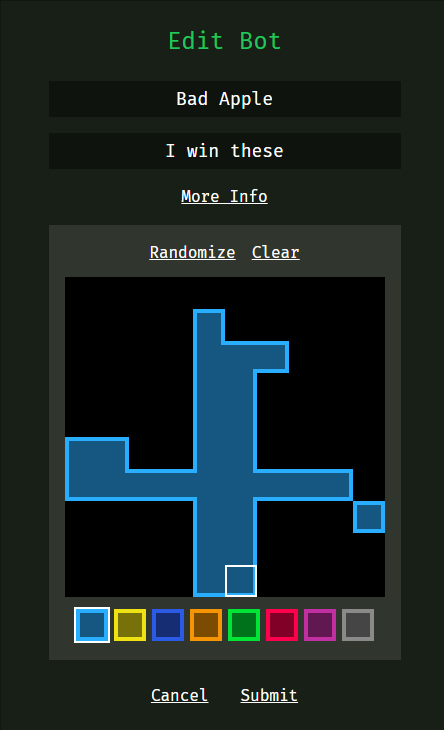 Edit Bot
Bad Apple
I win these
More Info
Randomize Clear
Cancel Submit